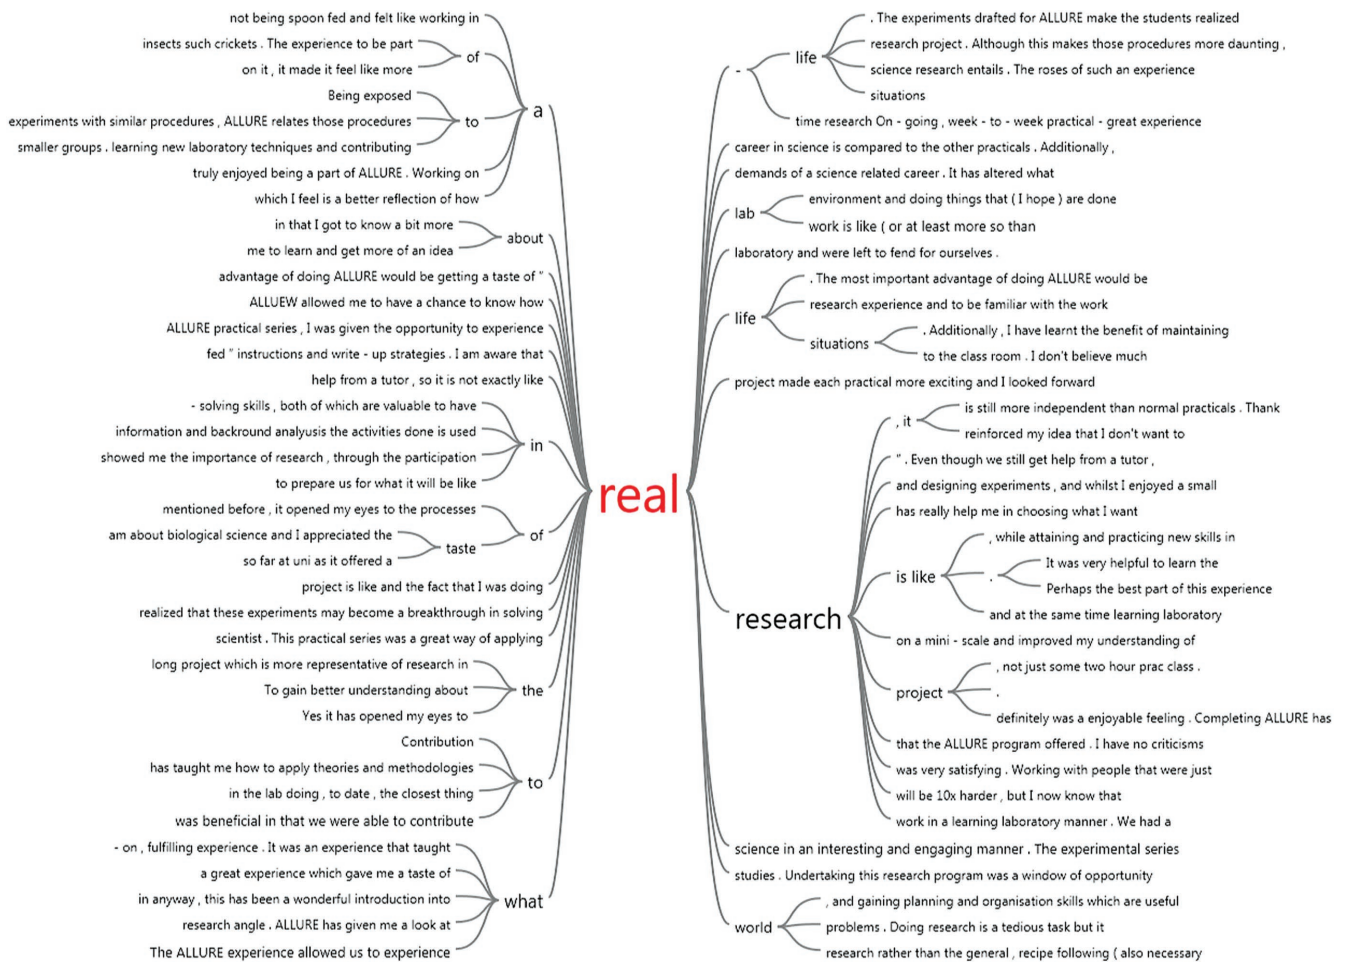 not being spoon fed and felt like working in
insects such crickets . The experience to be part
of
on it , it made it feel like more
Being exposed
a
experiments with similar procedures , ALLURE relates those procedures
to
smaller groups . learning new laboratory techniques and contributing
truly enjoyed being a part of ALLURE . Working on
which I feel is a better reflection of how
in that I got to know a bit more
about
me to learn and get more of an idea
advantage of doing ALLURE would be getting a taste of "
ALLUEW allowed me to have a chance to know how
ALLURE practical series , I was given the opportunity to experience
fed " instructions and write - up strategies . I am aware that
help from a tutor , so it is not exactly like
- solving skills , both of which are valuable to have
information and backround analyusis the activities done is used
in
showed me the importance of research , through the participation
to prepare us for what it will be like
mentioned before , it opened my eyes to the processes
of
am about biological science and I appreciated the
taste
so far at uni as it offered a
project is like and the fact that I was doing
realized that these experiments may become a breakthrough in solving
scientist . This practical series was a great way of applying
long project which is more representative of research in
To gain better understanding about
the
Yes it has opened my eyes to
Contribution
has taught me how to apply theories and methodologies
to
in the lab doing , to date , the closest thing
was beneficial in that we were able to contribute
- on , fulfilling experience . It was an experience that taught
a great experience which gave me a taste of
in anyway , this has been a wonderful introduction into
what
research angle . ALLURE has given me a look at
The ALLURE experience allowed us to experience
real
-
life
. The experiments drafted for ALLURE make the students realized
research project . Although this makes those procedures more daunting ,
science research entails . The roses of such an experience
situations
time research On - going , week - to - week practical - great experience
career in science is compared to the other practicals . Additionally ,
demands of a science related career . It has altered what
lab
environment and doing things that ( I hope ) are done
work is like ( or at least more so than
laboratory and were left to fend for ourselves .
life
. The most important advantage of doing ALLURE would be
research experience and to be familiar with the work
situations
. Additionally , I have learnt the benefit of maintaining
to the class room . I don't believe much
project made each practical more exciting and I looked forward
research
, it
is still more independent than normal practicals . Thank
reinforced my idea that I don't want to
" . Even though we still get help from a tutor ,
and designing experiments , and whilst I enjoyed a small
has really help me in choosing what I want
is like
, while attaining and practicing new skills in
.
It was very helpful to learn the
Perhaps the best part of this experience
and at the same time learning laboratory
on a mini - scale and improved my understanding of
project
, not just some two hour prac class .
.
definitely was a enjoyable feeling . Completing ALLURE has
that the ALLURE program offered . I have no criticisms
was very satisfying . Working with people that were just
will be 10x harder , but I now know that
work in a learning laboratory manner . We had a
science in an interesting and engaging manner . The experimental series
studies . Undertaking this research program was a window of opportunity
world
, and gaining planning and organisation skills which are useful
problems . Doing research is a tedious task but it
research rather than the general , recipe following ( also necessary